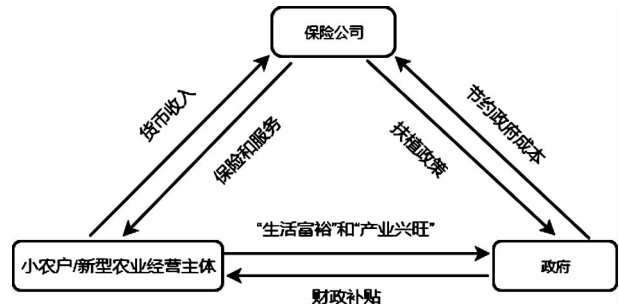 保险公司
货币收入
保险和服务
扶植政策
节约政府成本
“生活富裕”和“产业兴旺”
小农户/新型农业经营主体
政府
财政补贴